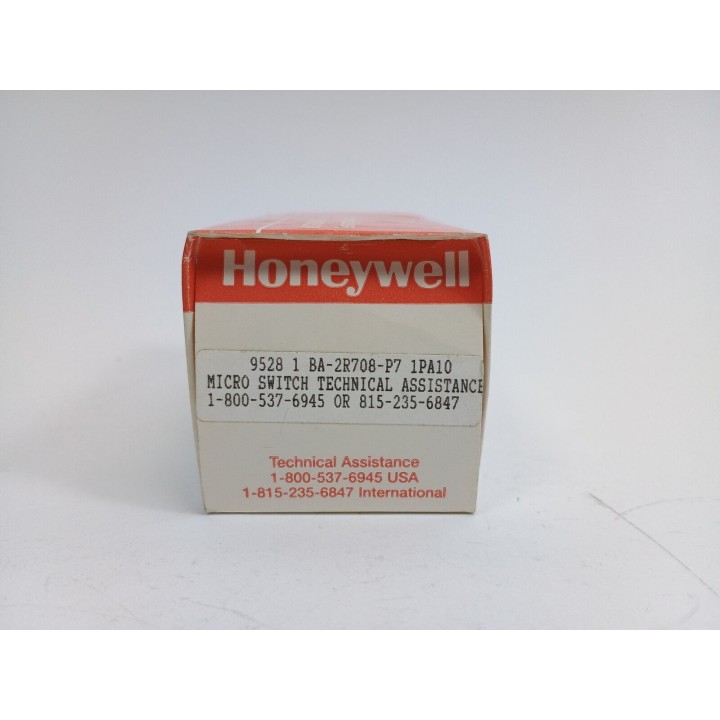 Honeywell
9528 1 BA-2R708-P7 1PA10
MICRO SWITCH TECHNICAL ASSISTANCE
1-800-537-6945 OR 815-235-6847
Technical Assistance
1-800-537-6945 USA
1-815-235-6847 International